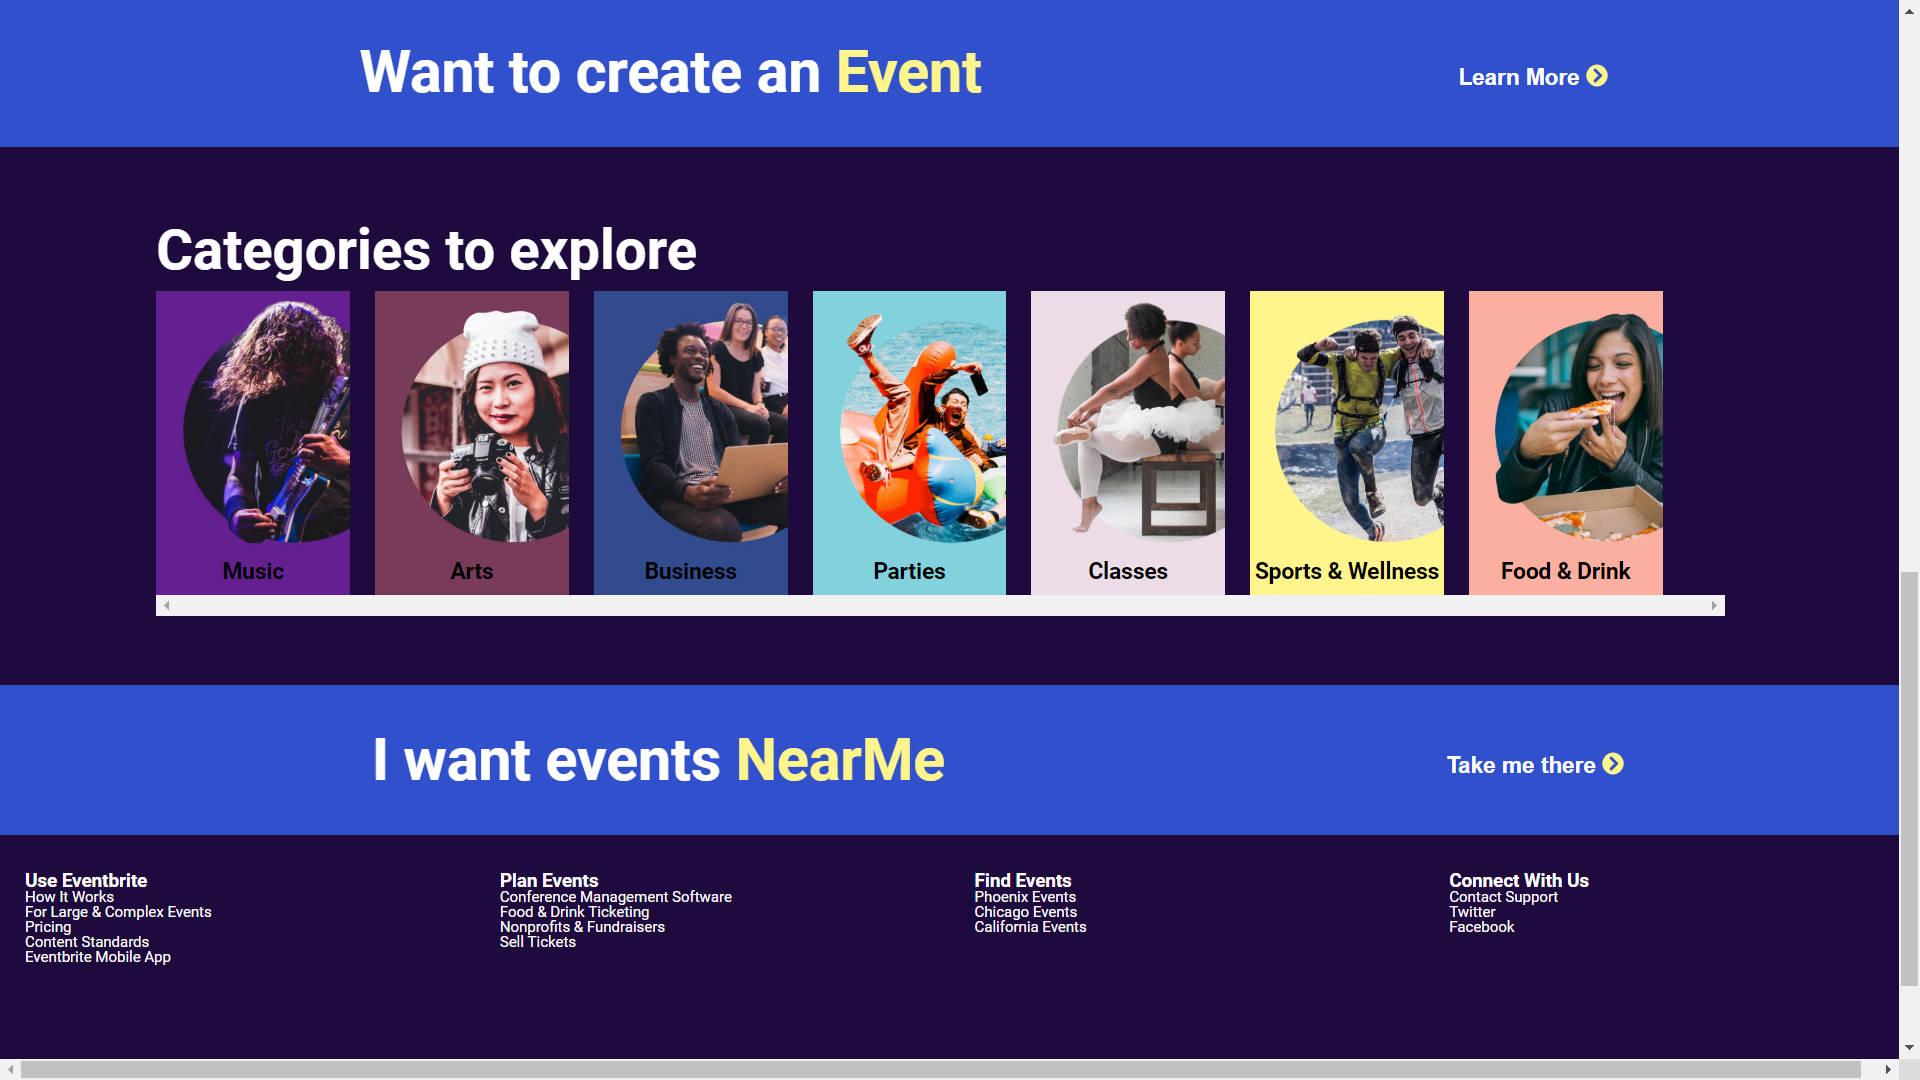 Want to create an Event
Learn More
Categories to explore
Music
Arts
Business
Parties
Classes
Sports & Wellness
Food & Drink
I want events NearMe
Take me there
Use Eventbrite
How It Works
For Large & Complex Events
Pricing
Content Standards
Eventbrite Mobile App
Plan Events
Conference Management Software
Food & Drink Ticketing
Nonprofits & Fundraisers
Sell Tickets
Find Events
Phoenix Events
Chicago Events
California Events
Connect With Us
Contact Support
Twitter
Facebook